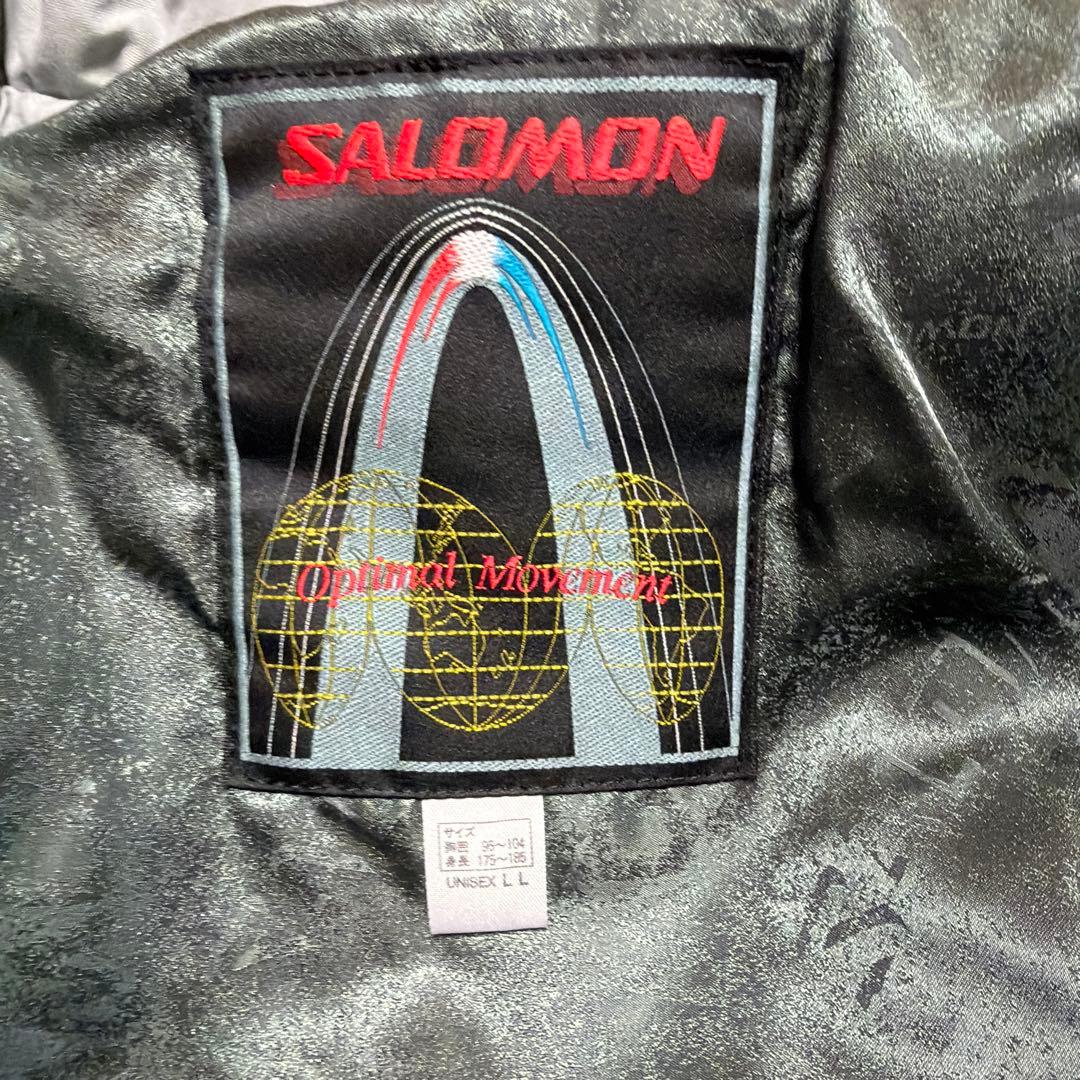 SALOMON
Optimal Movement
サイズ
胸囲 96～104
身長 175～185
UNISEX L L